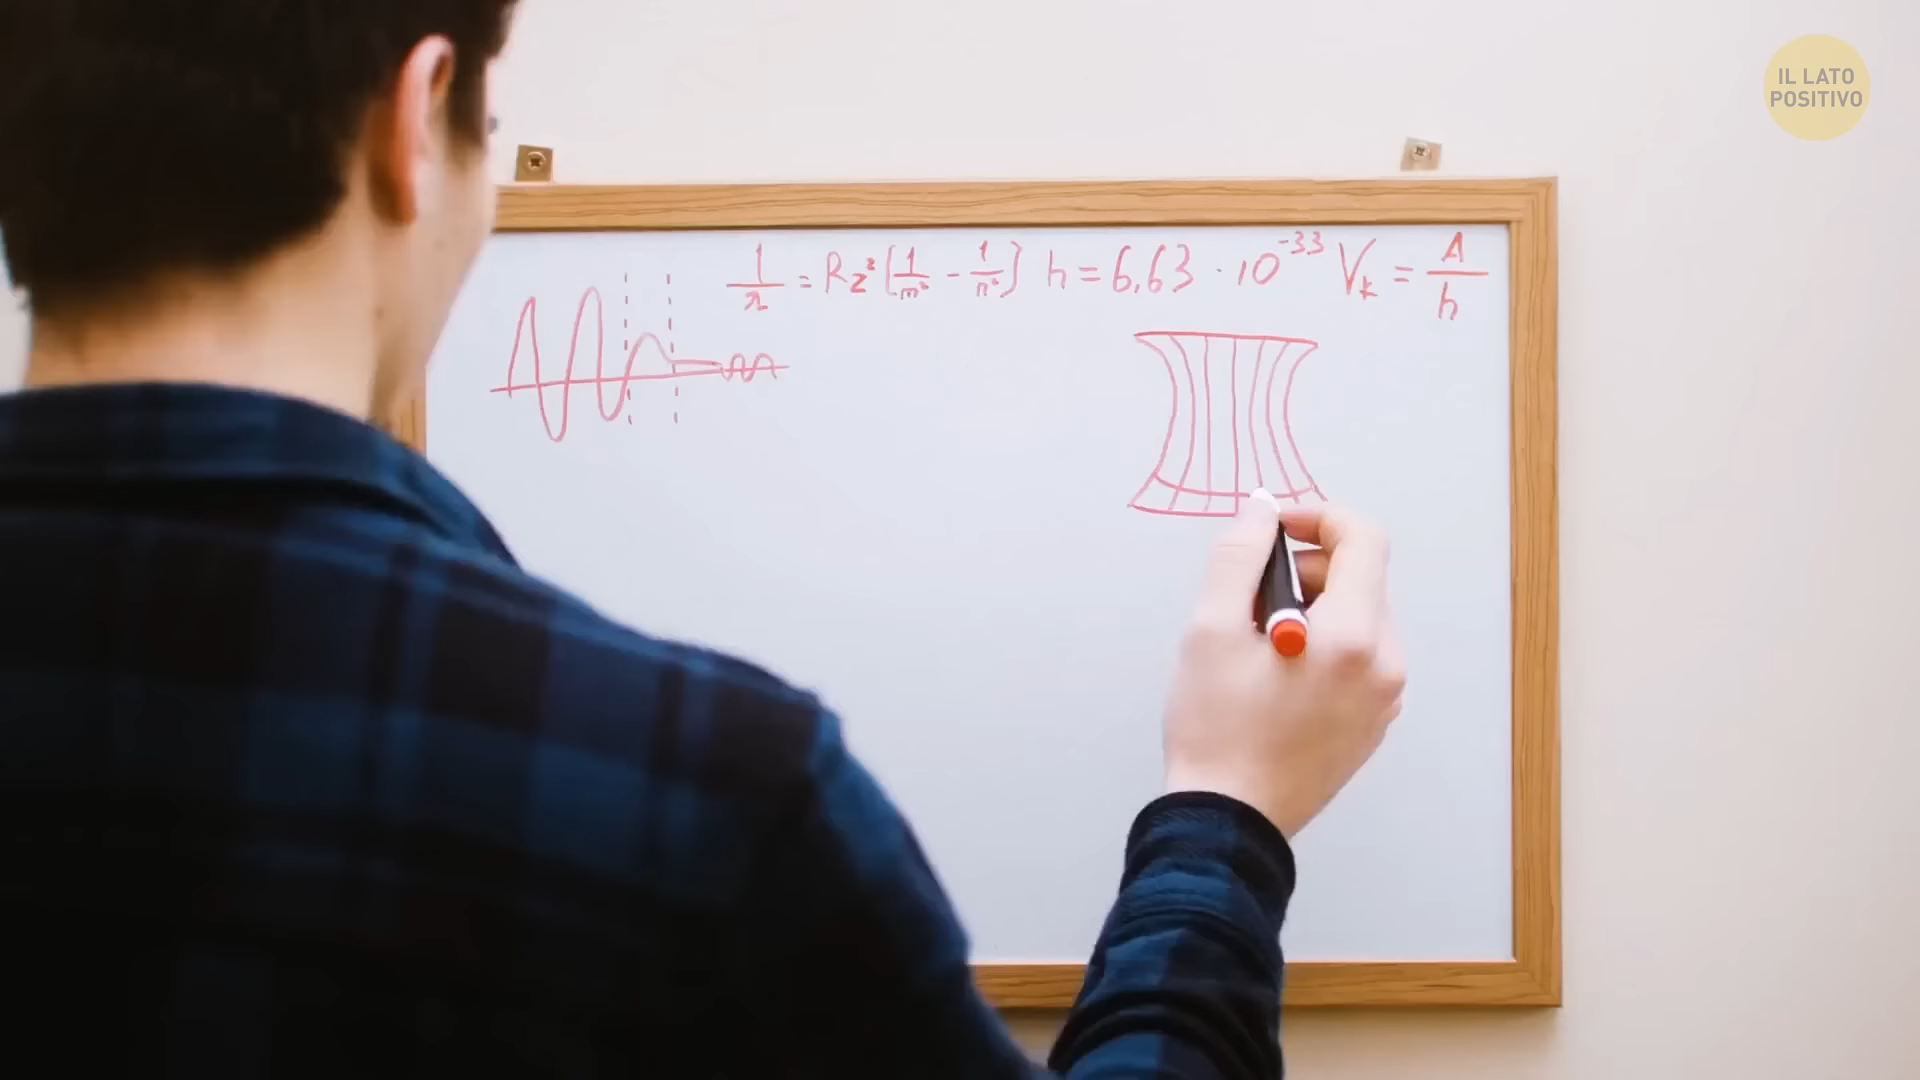 IL LATO
POSITIVO
1/λ = Rz²[1/m² - 1/n²] h = 6,63 · 10⁻³³ Vₖ = A/h